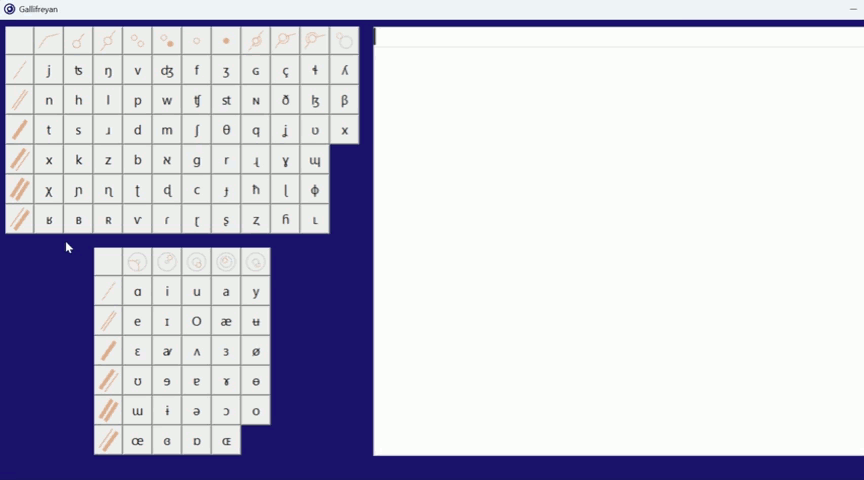 Gallifreyan
j ʦ ŋ v ʤ f ʒ ɢ ç ɬ ʎ
n h l p w ʧ st ɴ ð ɮ β
t s ɹ d m ʃ θ q ʝ ʋ x
x k z b א g r ɻ ɣ ɰ
χ ɲ ɳ ʈ ɖ c ɟ ħ ɭ ɸ
ʁ ʙ ʀ ⱱ ɾ ɽ ʂ ʐ ɦ ʟ
ɑ i u a y
e ɪ O æ ʉ
ɛ ʌ ɜ ø
ʊ ɘ ɐ ɤ ɵ
ɯ ɨ ə ɔ o
œ ɞ ɒ ɶ